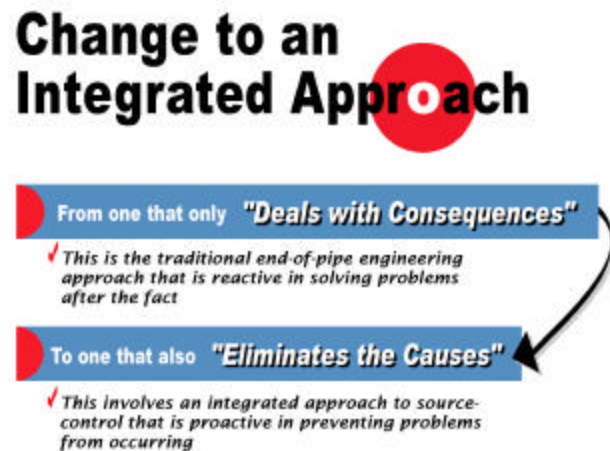 Change to an
Integrated Approach
From one that only "Deals with Consequences"
This is the traditional end-of-pipe engineering
approach that is reactive in solving problems
after the fact
To one that also "Eliminates the Causes"
This involves an integrated approach to source-
control that is proactive in preventing problems
from occurring